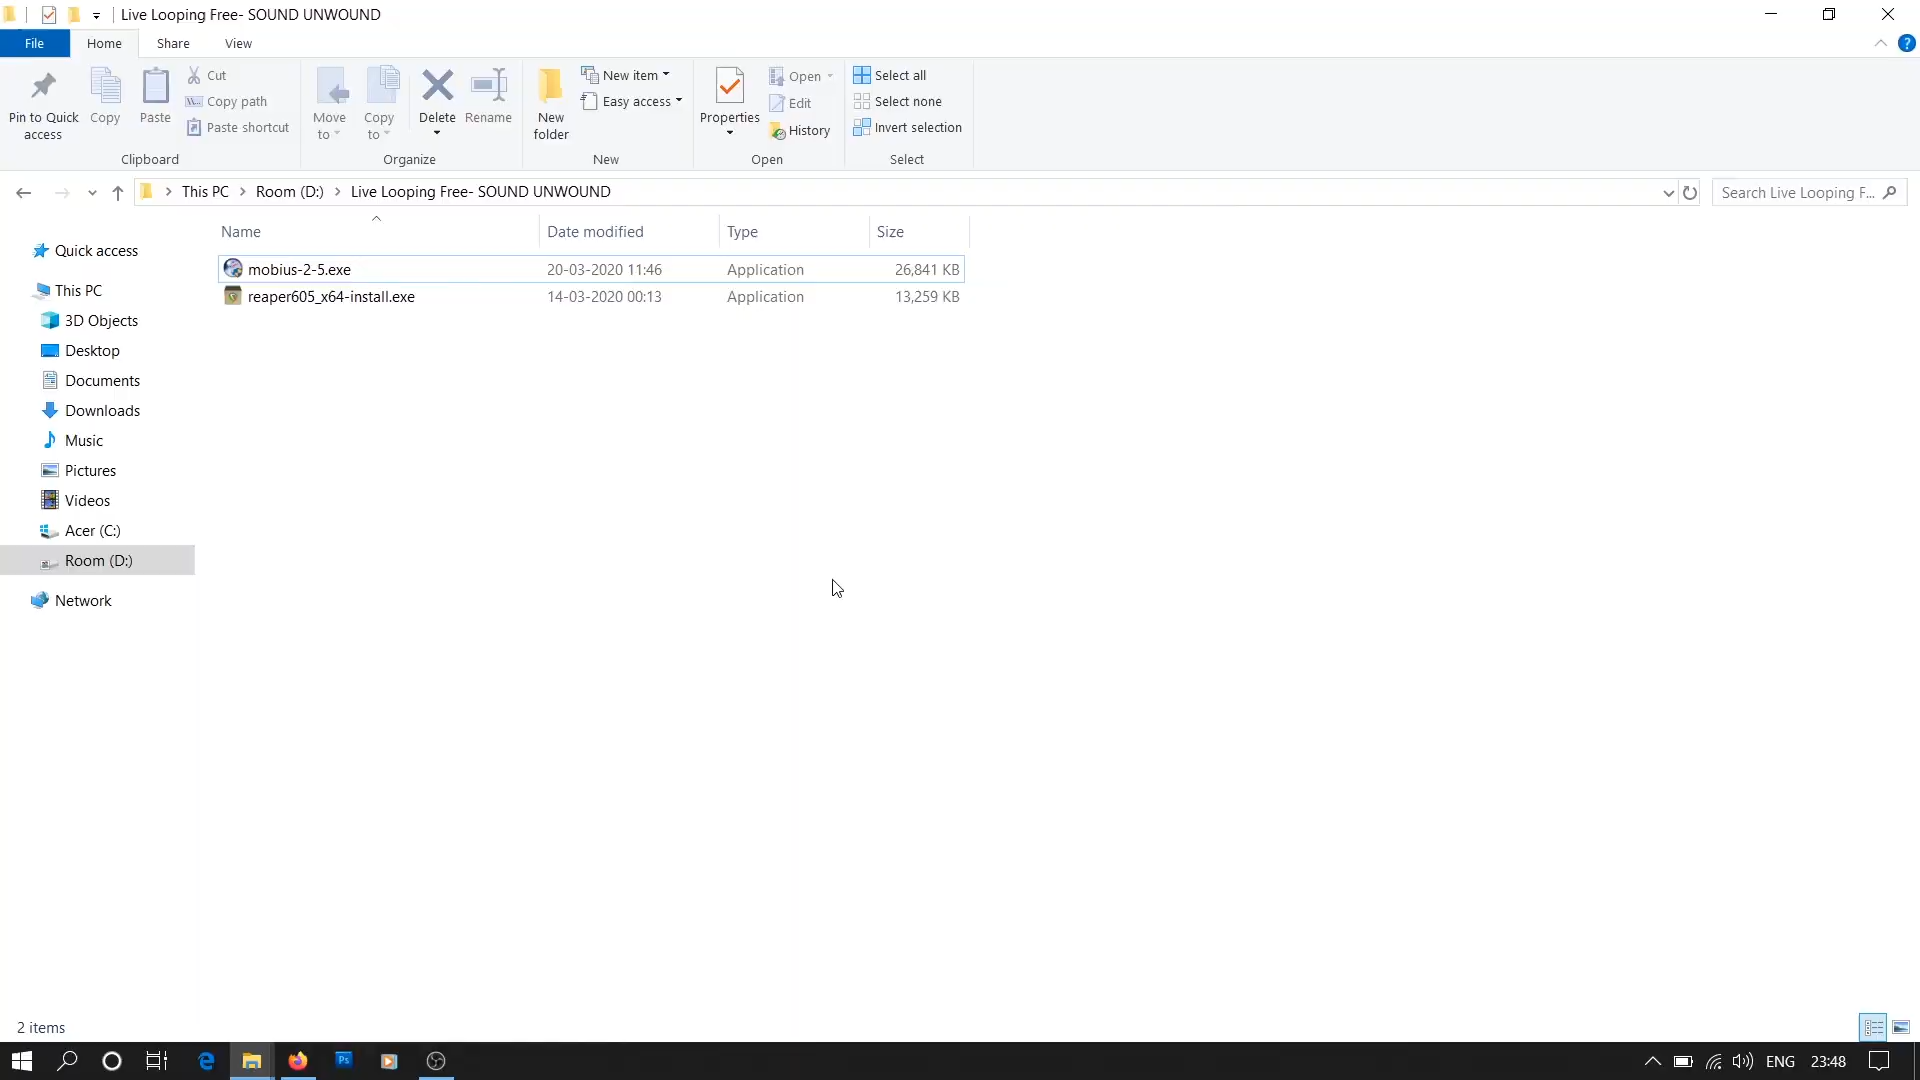 Live Looping Free- SOUND UNWOUND
File Home Share View
Pin to Quick access
Copy
Paste
Cut
Copy path
Paste shortcut
Clipboard
Move to
Copy to
Delete
Rename
Organize
New folder
New item
Easy access
New
Properties
Open
Edit
History
Open
Select all
Select none
Invert selection
Select
This PC > Room (D:) > Live Looping Free- SOUND UNWOUND
Search Live Looping F...
Name Date modified Type Size
mobius-2-5.exe 20-03-2020 11:46 Application 26,841 KB
reaper605_x64-install.exe 14-03-2020 00:13 Application 13,259 KB
Quick access
This PC
3D Objects
Desktop
Documents
Downloads
Music
Pictures
Videos
Acer (C:)
Room (D:)
Network
2 items
Ps
ENG 23:48